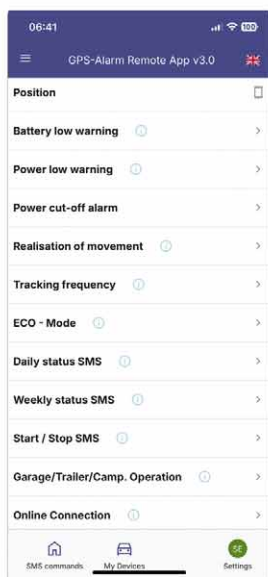 06:41
100
GPS-Alarm Remote App v3.0
Position
Battery low warning
Power low warning
Power cut-off alarm
Realisation of movement
Tracking frequency
ECO - Mode
Daily status SMS
Weekly status SMS
Start / Stop SMS
Garage/Trailer/Camp. Operation
Online Connection
SE
SMS commands My Devices Settings